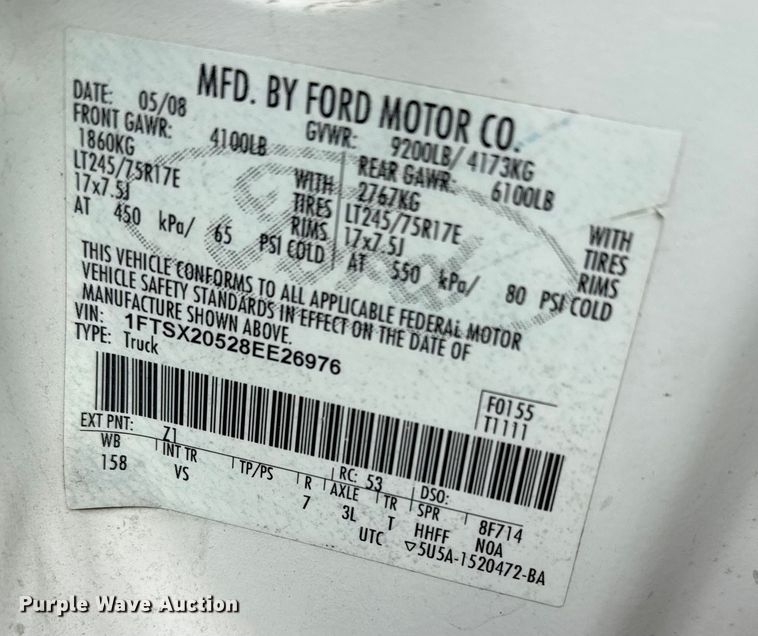 MFD. BY FORD MOTOR CO.
DATE: 05/08 GVWR: 9200LB/ 4173KG
FRONT GAWR: 4100LB REAR GAWR: 6100LB
1860KG WITH 2767KG WITH
LT245/75R17E TIRES LT245/75R17E TIRES
17x7.5J RIMS 17x7.5J RIMS
AT 450 kPa/ 65 PSI COLD AT 550 kPa/ 80 PSI COLD
THIS VEHICLE CONFORMS TO ALL APPLICABLE FEDERAL MOTOR
VEHICLE SAFETY STANDARDS IN EFFECT ON THE DATE OF
MANUFACTURE SHOWN ABOVE.
VIN: 1FTSX20528EE26976
TYPE: Truck
F0155
T1111
EXT PNT: Z1 RC: 53 DSO:
WB INT TR TP/PS R AXLE TR SPR 8F714
158 VS 7 3L T HHFF NOA
UTC ▽5U5A-1520472-BA
Ford
Purple Wave Auction